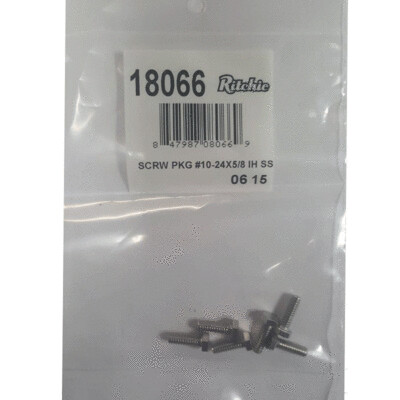 18066 Ritchie
8 47987 08066 9
SCRW PKG #10-24X5/8 IH SS
06 15